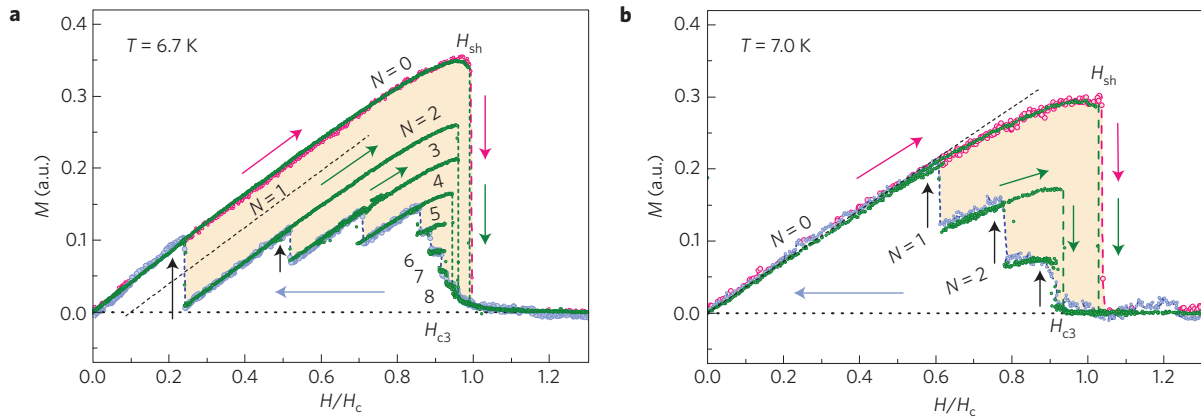 a
T = 6.7 K
M (a.u.)
0.4
0.3
0.2
0.1
0.0
N = 0
N = 1
N = 2
3
4
5
6
7
8
H_sh
H_c3
0.0 0.2 0.4 0.6 0.8 1.0 1.2
H/H_c
b
T = 7.0 K
M (a.u.)
0.4
0.3
0.2
0.1
0.0
N = 0
N = 1
N = 2
H_sh
H_c3
0.0 0.2 0.4 0.6 0.8 1.0 1.2
H/H_c